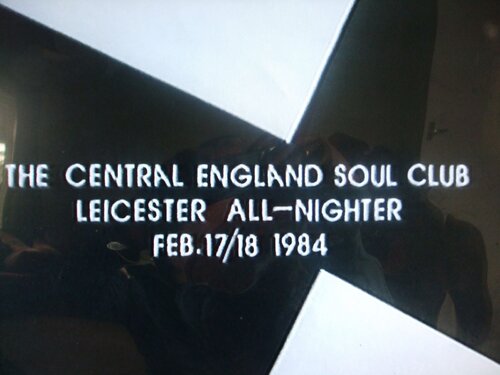 THE CENTRAL ENGLAND SOUL CLUB
LEICESTER ALL-NIGHTER
FEB.17/18 1984